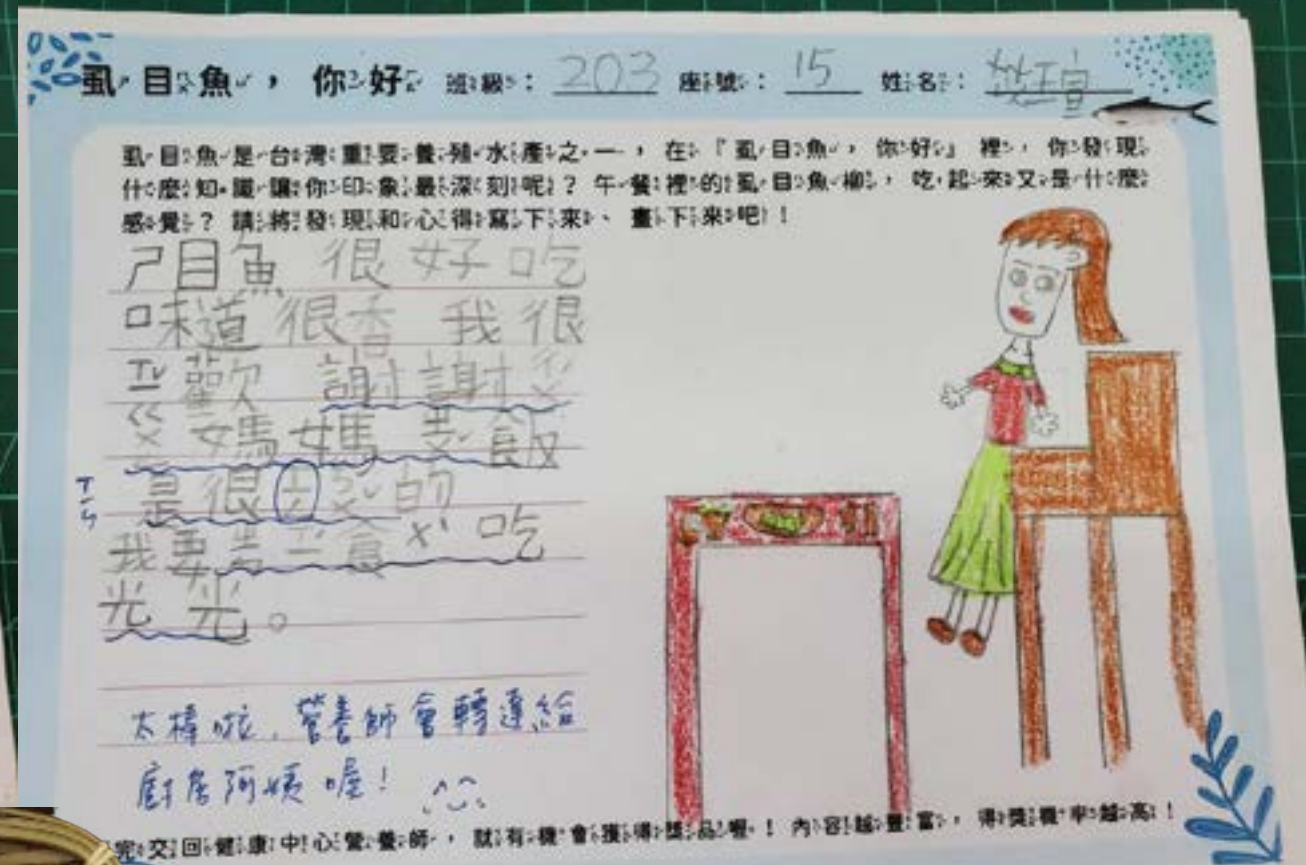 虱目魚，你好 班級：203 座號：15 姓名：
虱目魚是台灣重要養殖水產之一，在『虱目魚，你好』裡，你發現
什麼知識讓你印象最深刻呢？午餐裡的虱目魚柳，吃起來又是什麼
感覺？請將發現和心得寫下來、畫下來吧！
ㄕ目魚 很好吃
味道很香 我很
ㄒㄧˇ歡 謝謝
媽媽 煮飯
ㄒㄧㄣ
是很 的
我要 吃
光光。
太棒啦，營養師會轉達給
廚房阿姨喔！^^
完交回健康中心營養師，就有機會獲得獎品喔！內容越豐富，得獎機率越高！